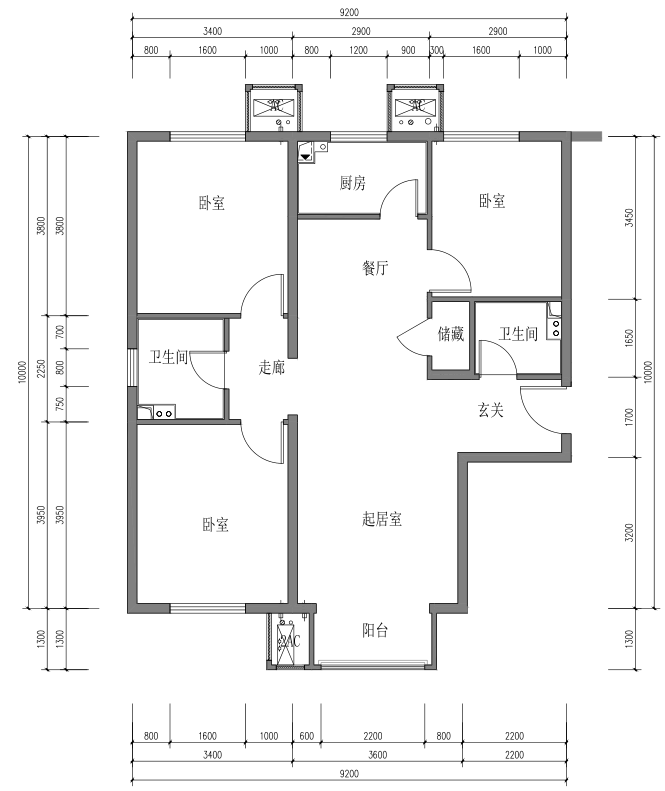 9200
3400 2900 2900
800 1600 1000 800 1200 900 300 1600 1000
AC AC
厨房
卧室 卧室
3800 3800 3450
餐厅
700 储藏 卫生间 1650
卫生间 走廊
10000 2250 800 10000
750 玄关 1700
3950 3950 卧室 起居室 3200
阳台
1300 1300 2AC 1300
800 1600 1000 600 2200 800 2200
3400 3600 2200
9200